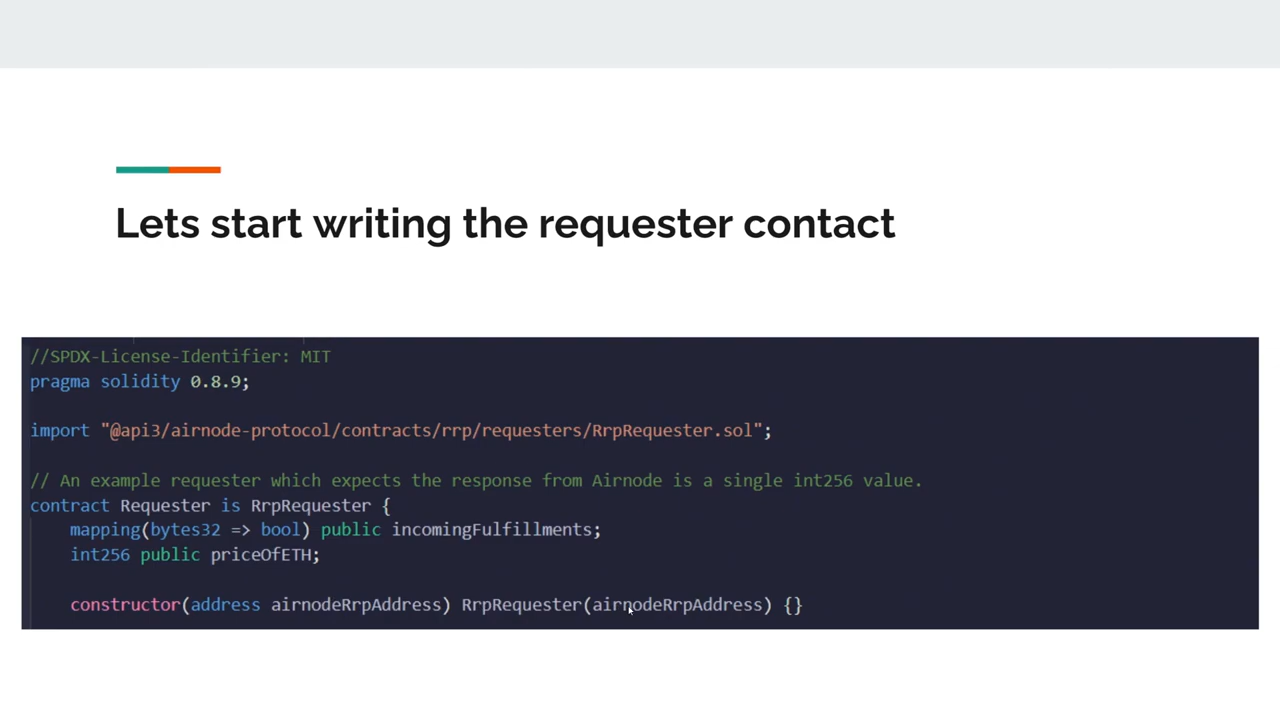 Lets start writing the requester contact
//SPDX-License-Identifier: MIT
pragma solidity 0.8.9;
import "@api3/airnode-protocol/contracts/rrp/requesters/RrpRequester.sol";
// An example requester which expects the response from Airnode is a single int256 value.
contract Requester is RrpRequester {
mapping(bytes32 => bool) public incomingFulfillments;
int256 public priceOfETH;
constructor(address airnodeRrpAddress) RrpRequester(airnodeRrpAddress) {}